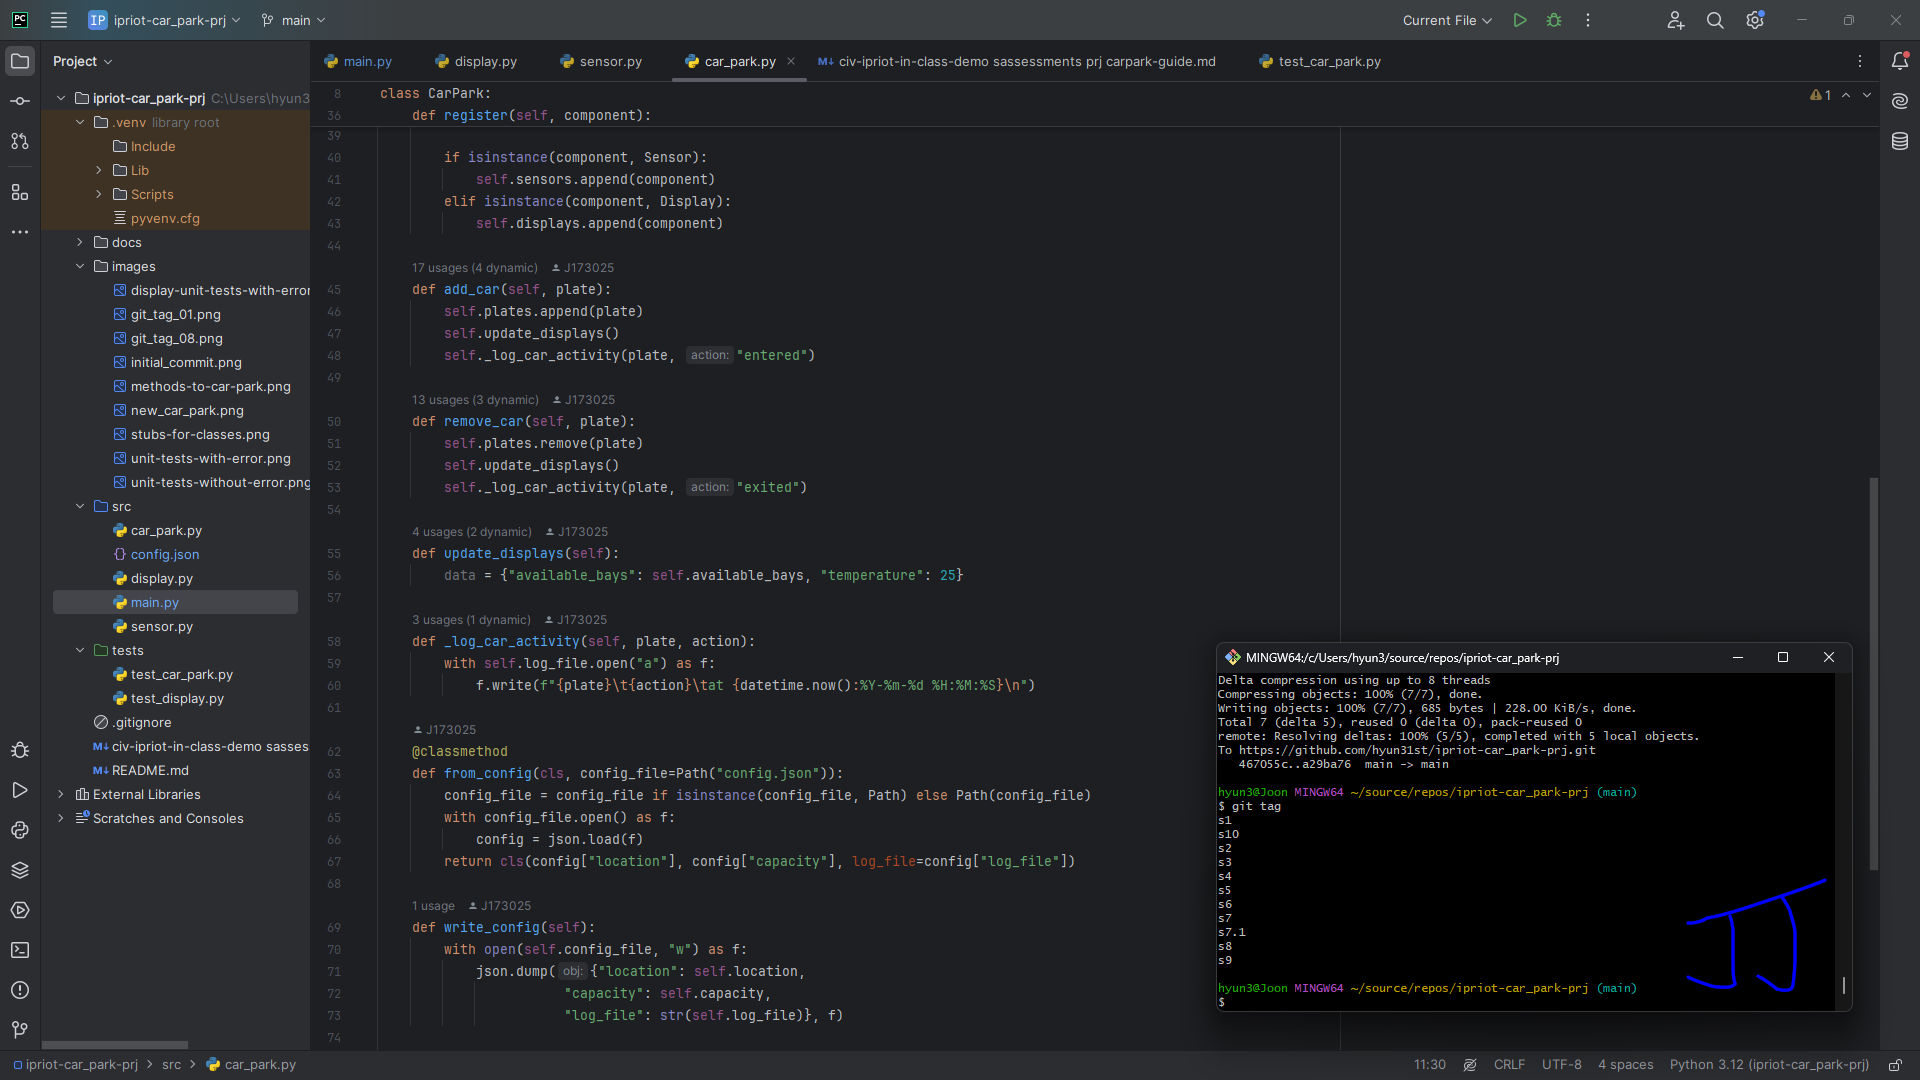 PC
IP ipriot-car_park-prj
main
Current File
Project
main.py
display.py
sensor.py
car_park.py
M↓ civ-ipriot-in-class-demo sassessments prj carpark-guide.md
test_car_park.py
ipriot-car_park-prj C:\Users\hyun3
.venv library root
Include
Lib
Scripts
pyvenv.cfg
docs
images
display-unit-tests-with-error
git_tag_01.png
git_tag_08.png
initial_commit.png
methods-to-car-park.png
new_car_park.png
stubs-for-classes.png
unit-tests-with-error.png
unit-tests-without-error.png
src
car_park.py
config.json
display.py
main.py
sensor.py
tests
test_car_park.py
test_display.py
.gitignore
M↓ civ-ipriot-in-class-demo sasses
M↓ README.md
External Libraries
Scratches and Consoles
8 class CarPark:
36 def register(self, component):
1
39
40 if isinstance(component, Sensor):
41 self.sensors.append(component)
42 elif isinstance(component, Display):
43 self.displays.append(component)
44
17 usages (4 dynamic) J173025
45 def add_car(self, plate):
46 self.plates.append(plate)
47 self.update_displays()
48 self._log_car_activity(plate, action: "entered")
49
13 usages (3 dynamic) J173025
50 def remove_car(self, plate):
51 self.plates.remove(plate)
52 self.update_displays()
53 self._log_car_activity(plate, action: "exited")
54
4 usages (2 dynamic) J173025
55 def update_displays(self):
56 data = {"available_bays": self.available_bays, "temperature": 25}
57
3 usages (1 dynamic) J173025
58 def _log_car_activity(self, plate, action):
59 with self.log_file.open("a") as f:
60 f.write(f"{plate}\t{action}\tat {datetime.now():%Y-%m-%d %H:%M:%S}\n")
61
J173025
62 @classmethod
63 def from_config(cls, config_file=Path("config.json")):
64 config_file = config_file if isinstance(config_file, Path) else Path(config_file)
65 with config_file.open() as f:
66 config = json.load(f)
67 return cls(config["location"], config["capacity"], log_file=config["log_file"])
68
1 usage J173025
69 def write_config(self):
70 with open(self.config_file, "w") as f:
71 json.dump( obj: {"location": self.location,
72 "capacity": self.capacity,
73 "log_file": str(self.log_file)}, f)
74
MINGW64:/c/Users/hyun3/source/repos/ipriot-car_park-prj
Delta compression using up to 8 threads
Compressing objects: 100% (7/7), done.
Writing objects: 100% (7/7), 685 bytes | 228.00 KiB/s, done.
Total 7 (delta 5), reused 0 (delta 0), pack-reused 0
remote: Resolving deltas: 100% (5/5), completed with 5 local objects.
To https://github.com/hyun31st/ipriot-car_park-prj.git
467055c..a29ba76 main -> main
hyun3@Joon MINGW64 ~/source/repos/ipriot-car_park-prj (main)
$ git tag
s1
s10
s2
s3
s4
s5
s6
s7
s7.1
s8
s9
hyun3@Joon MINGW64 ~/source/repos/ipriot-car_park-prj (main)
$
JJ
ipriot-car_park-prj > src > car_park.py
11:30
CRLF
UTF-8
4 spaces
Python 3.12 (ipriot-car_park-prj)